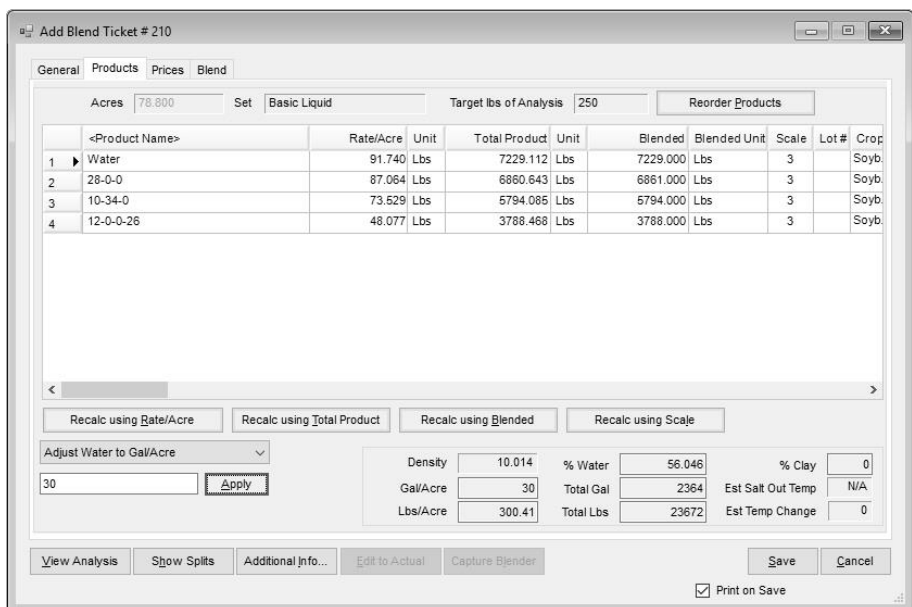 Add Blend Ticket # 210
General Products Prices Blend
Acres 78.800 Set Basic Liquid Target lbs of Analysis 250 Reorder Products
<Product Name> Rate/Acre Unit Total Product Unit Blended Blended Unit Scale Lot # Crop
1 Water 91.740 Lbs 7229.112 Lbs 7229.000 Lbs 3 Soyb.
2 28-0-0 87.064 Lbs 6860.643 Lbs 6861.000 Lbs 3 Soyb.
3 10-34-0 73.529 Lbs 5794.085 Lbs 5794.000 Lbs 3 Soyb.
4 12-0-0-26 48.077 Lbs 3788.468 Lbs 3788.000 Lbs 3 Soyb.
Recalc using Rate/Acre Recalc using Total Product Recalc using Blended Recalc using Scale
Adjust Water to Gal/Acre
30 Apply
Density 10.014 % Water 56.046 % Clay 0
Gal/Acre 30 Total Gal 2364 Est Salt Out Temp N/A
Lbs/Acre 300.41 Total Lbs 23672 Est Temp Change 0
View Analysis Show Splits Additional Info... Edit to Actual Capture Blender Save Cancel
Print on Save